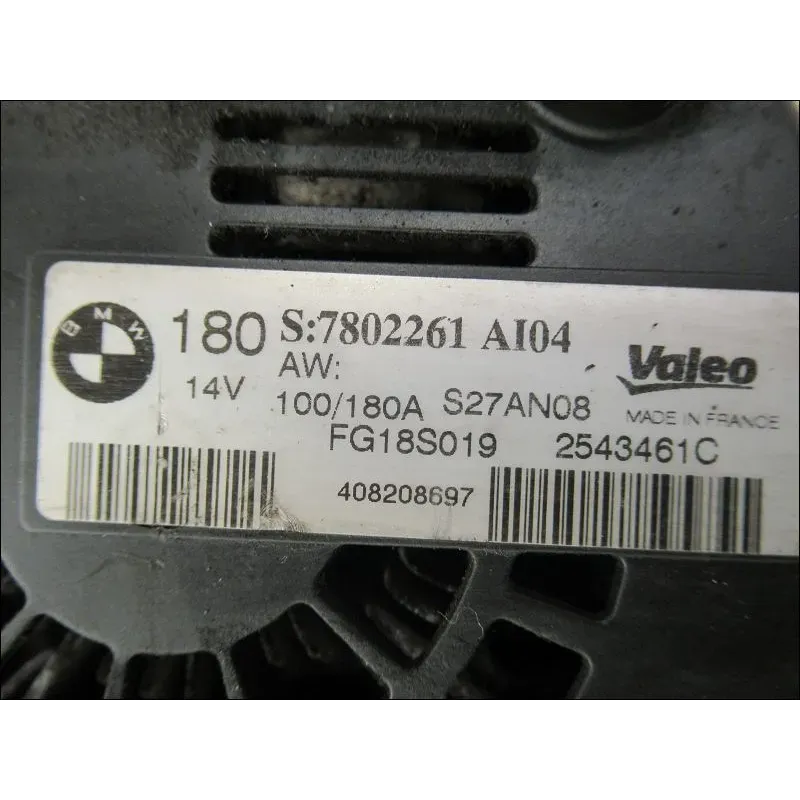 BMW
180 S:7802261 AI04
14V AW:
Valeo
100/180A S27AN08
MADE IN FRANCE
FG18S019 2543461C
408208697